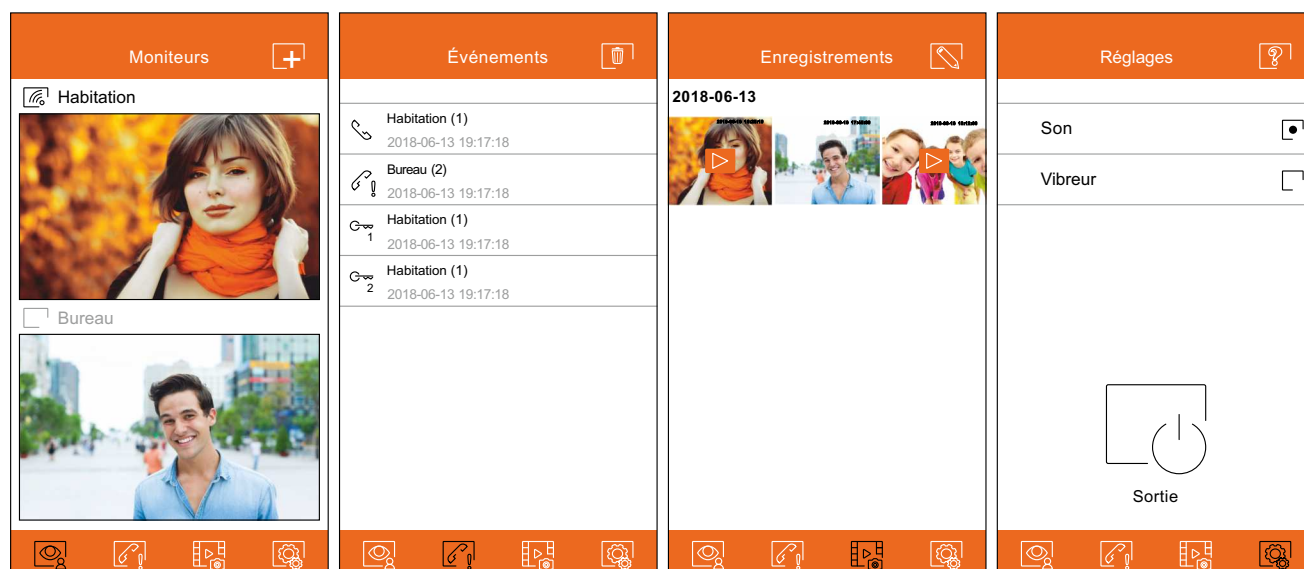 Moniteurs
Habitation
Bureau
Événements
Habitation (1)
2018-06-13 19:17:18
Bureau (2)
2018-06-13 19:17:18
1
Habitation (1)
2018-06-13 19:17:18
2
Habitation (1)
2018-06-13 19:17:18
Enregistrements
2018-06-13
Réglages
Son
Vibreur
Sortie